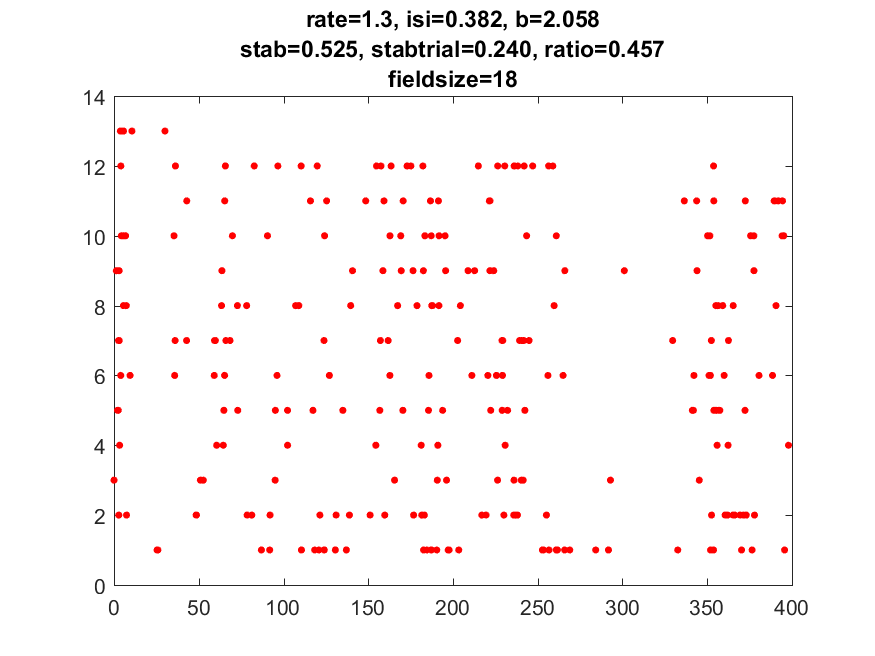 rate=1.3, isi=0.382, b=2.058
stab=0.525, stabtrial=0.240, ratio=0.457
fieldsize=18
14
12
10
8
6
4
2
0
0 50 100 150 200 250 300 350 400